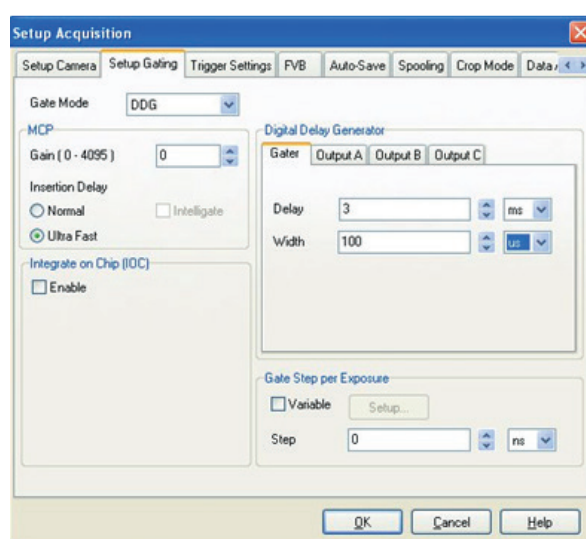 Setup Acquisition
Setup Camera Setup Gating Trigger Settings FVB Auto-Save Spooling Crop Mode Data
Gate Mode DDG
MCP
Gain ( 0 - 4095 ) 0
Insertion Delay
Normal Intelligate
Ultra Fast
Integrate on Chip (IOC)
Enable
Digital Delay Generator
Gater Output A Output B Output C
Delay 3 ms
Width 100 us
Gate Step per Exposure
Variable Setup...
Step 0 ns
OK Cancel Help